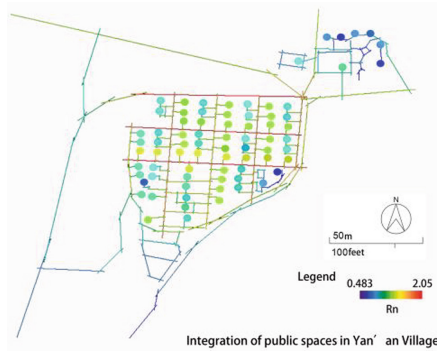 N
50m
100feet
Legend
0.483 2.05
Rn
Integration of public spaces in Yan′an Village